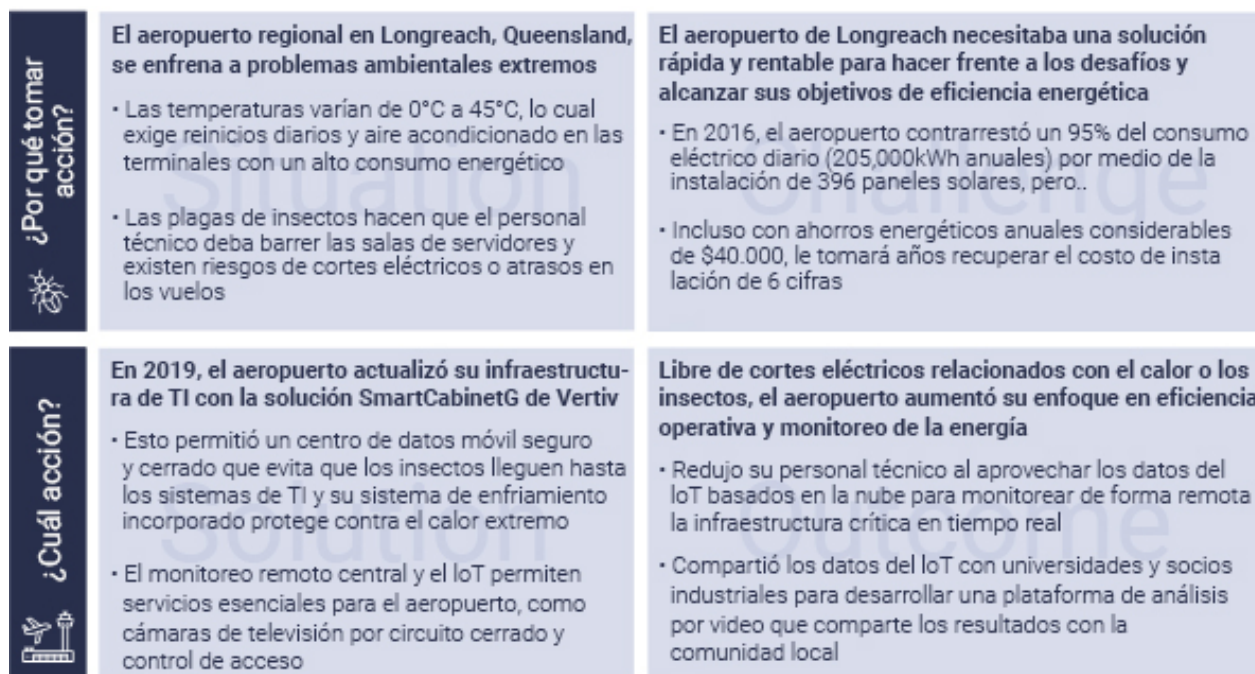 ¿Por qué tomar
acción?
Situation
El aeropuerto regional en Longreach, Queensland,
se enfrena a problemas ambientales extremos
· Las temperaturas varían de 0°C a 45°C, lo cual
exige reinicios diarios y aire acondicionado en las
terminales con un alto consumo energético
· Las plagas de insectos hacen que el personal
técnico deba barrer las salas de servidores y
existen riesgos de cortes eléctricos o atrasos en
los vuelos
Challenge
El aeropuerto de Longreach necesitaba una solución
rápida y rentable para hacer frente a los desafíos y
alcanzar sus objetivos de eficiencia energética
· En 2016, el aeropuerto contrarrestó un 95% del consumo
eléctrico diario (205,000kWh anuales) por medio de la
instalación de 396 paneles solares, pero..
· Incluso con ahorros energéticos anuales considerables
de $40.000, le tomará años recuperar el costo de insta
lación de 6 cifras
¿Cuál acción?
Solution
En 2019, el aeropuerto actualizó su infraestructu-
ra de TI con la solución SmartCabinetG de Vertiv
· Esto permitió un centro de datos móvil seguro
y cerrado que evita que los insectos lleguen hasta
los sistemas de TI y su sistema de enfriamiento
incorporado protege contra el calor extremo
· El monitoreo remoto central y el IoT permiten
servicios esenciales para el aeropuerto, como
cámaras de televisión por circuito cerrado y
control de acceso
Outcome
Libre de cortes eléctricos relacionados con el calor o los
insectos, el aeropuerto aumentó su enfoque en eficiencia
operativa y monitoreo de la energía
· Redujo su personal técnico al aprovechar los datos del
IoT basados en la nube para monitorear de forma remota
la infraestructura crítica en tiempo real
· Compartió los datos del IoT con universidades y socios
industriales para desarrollar una plataforma de análisis
por video que comparte los resultados con la
comunidad local